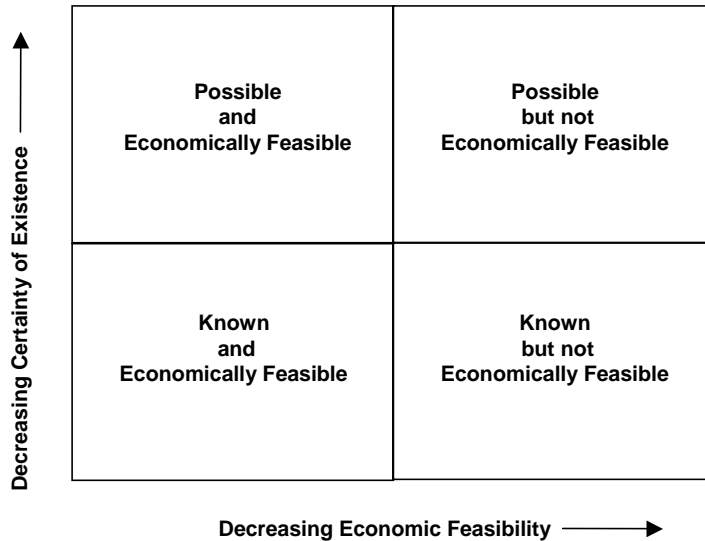 Decreasing Certainty of Existence
Possible
and
Economically Feasible
Possible
but not
Economically Feasible
Known
and
Economically Feasible
Known
but not
Economically Feasible
Decreasing Economic Feasibility